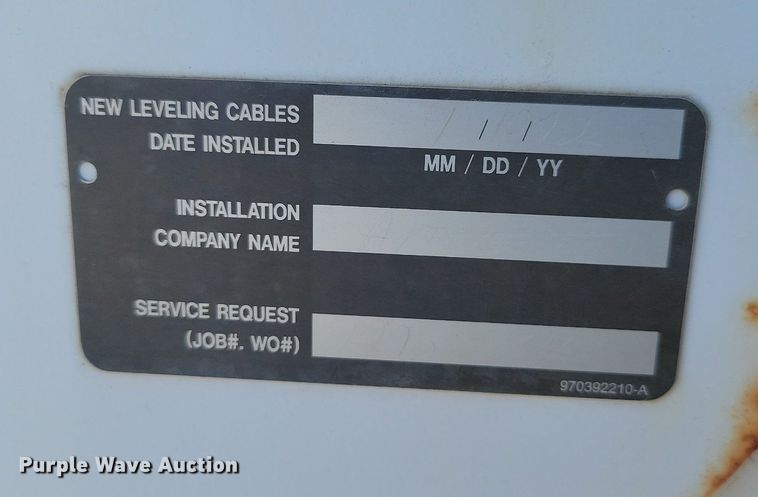 NEW LEVELING CABLES
DATE INSTALLED
/ /
MM / DD / YY
INSTALLATION
COMPANY NAME
SERVICE REQUEST
(JOB#. WO#)
970392210-A
Purple Wave Auction